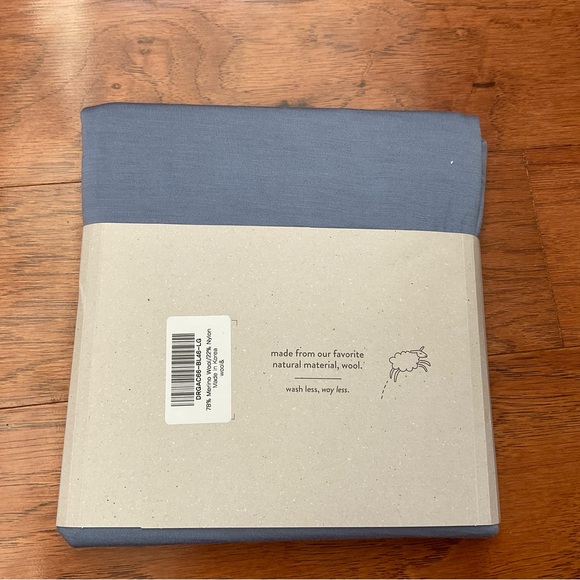 DRGAC66-BL46-LG
78% Merino Wool/22% Nylon
Made in Korea
wool&
made from our favorite
natural material, wool.
wash less, way less.